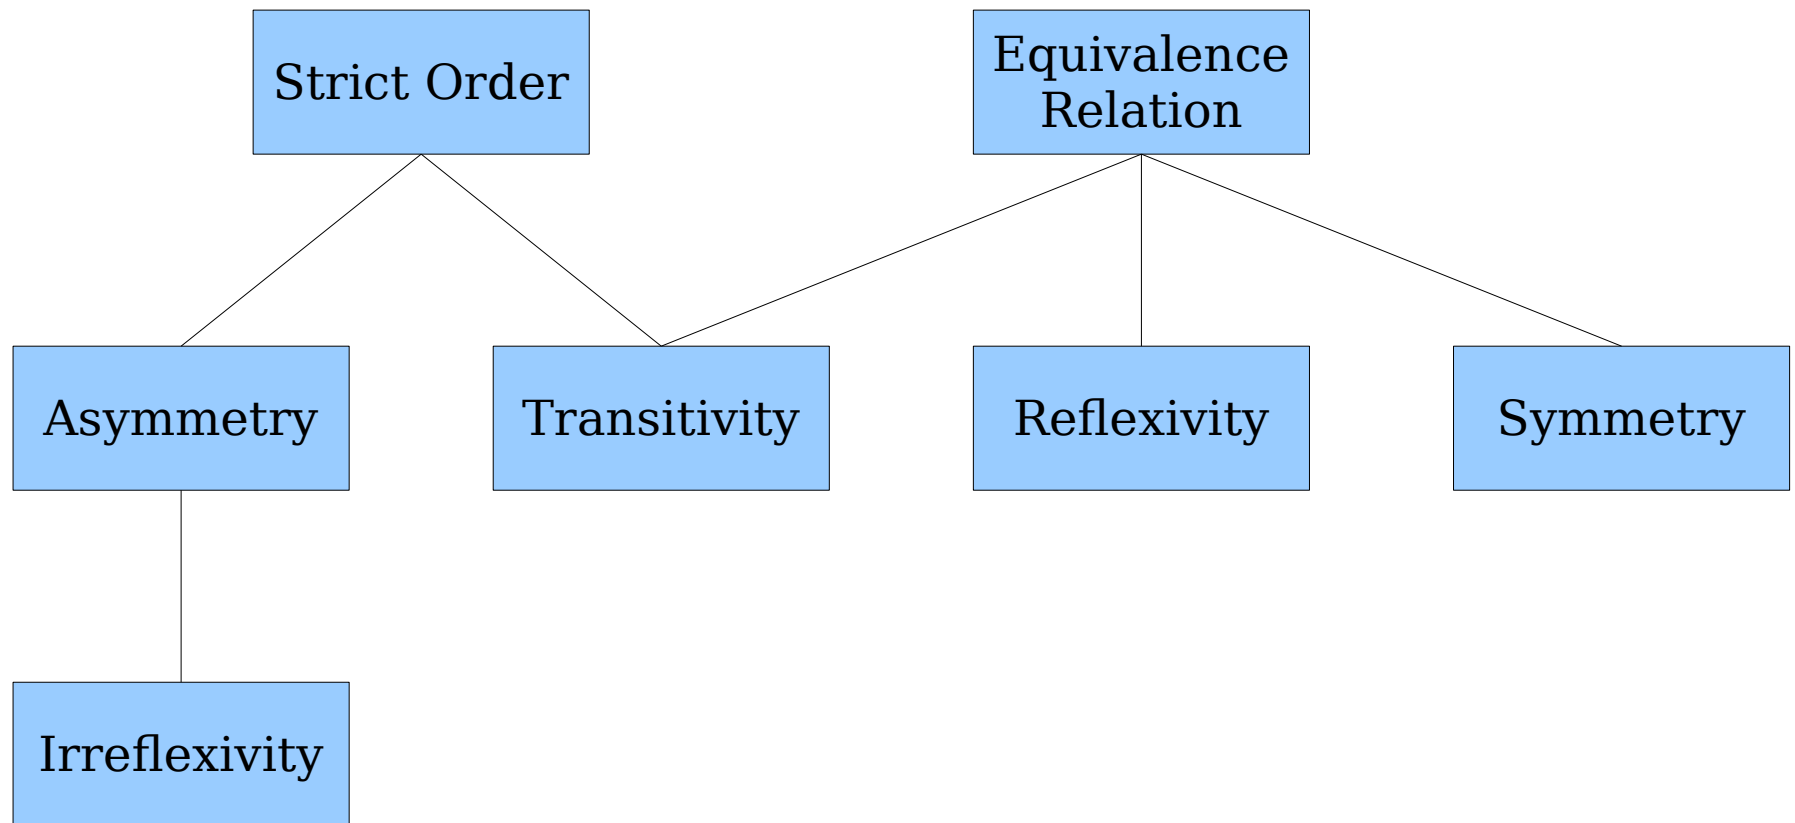 Strict Order
Equivalence
Relation
Asymmetry
Transitivity
Reflexivity
Symmetry
Irreflexivity